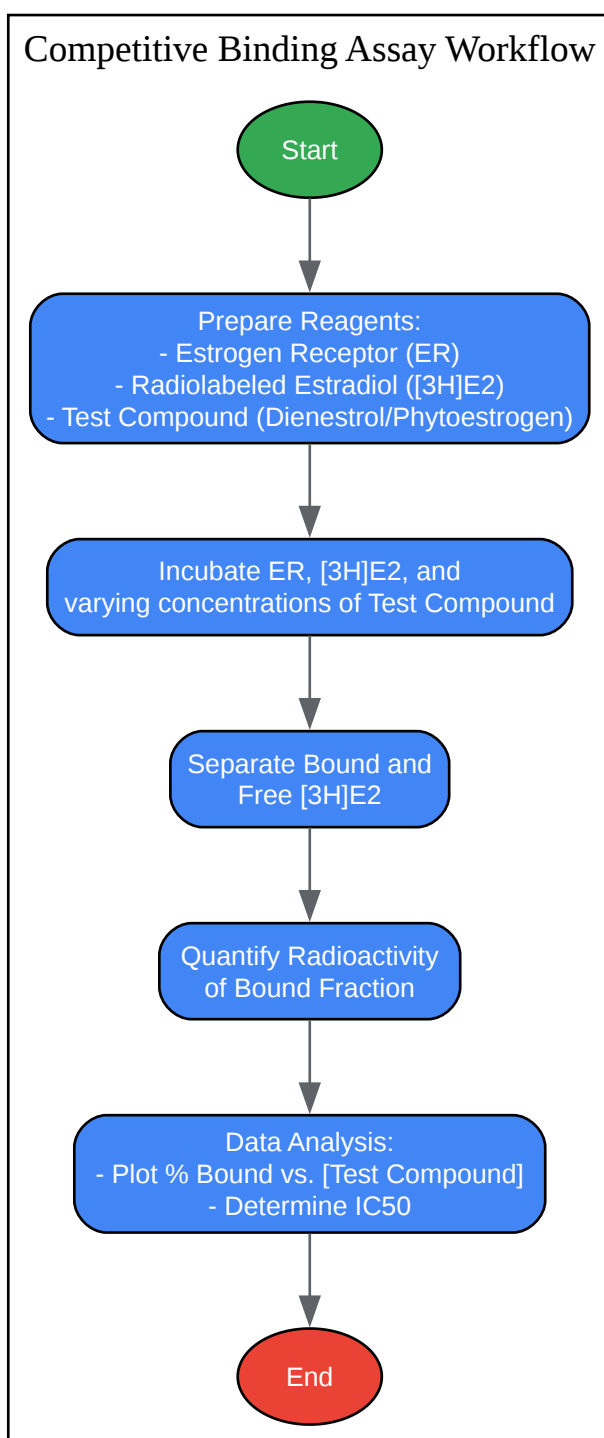 Competitive Binding Assay Workflow
Start
Prepare Reagents:
- Estrogen Receptor (ER)
- Radiolabeled Estradiol ([3H]E2)
- Test Compound (Dienestrol/Phytoestrogen)
Incubate ER, [3H]E2, and
varying concentrations of Test Compound
Separate Bound and
Free [3H]E2
Quantify Radioactivity
of Bound Fraction
Data Analysis:
- Plot % Bound vs. [Test Compound]
- Determine IC50
End